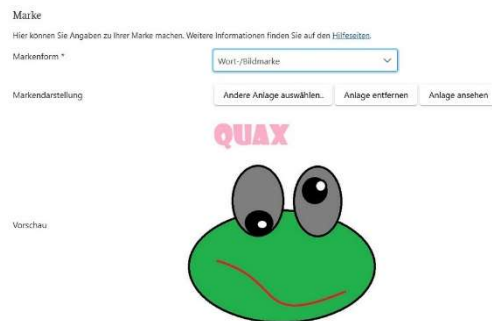 Marke
Hier können Sie Angaben zu Ihrer Marke machen. Weitere Informationen finden Sie auf den Hilfeseiten.
Markenform * Wort-/Bildmarke
Markendarstellung Andere Anlage auswählen.. Anlage entfernen Anlage ansehen
QUAX
Vorschau